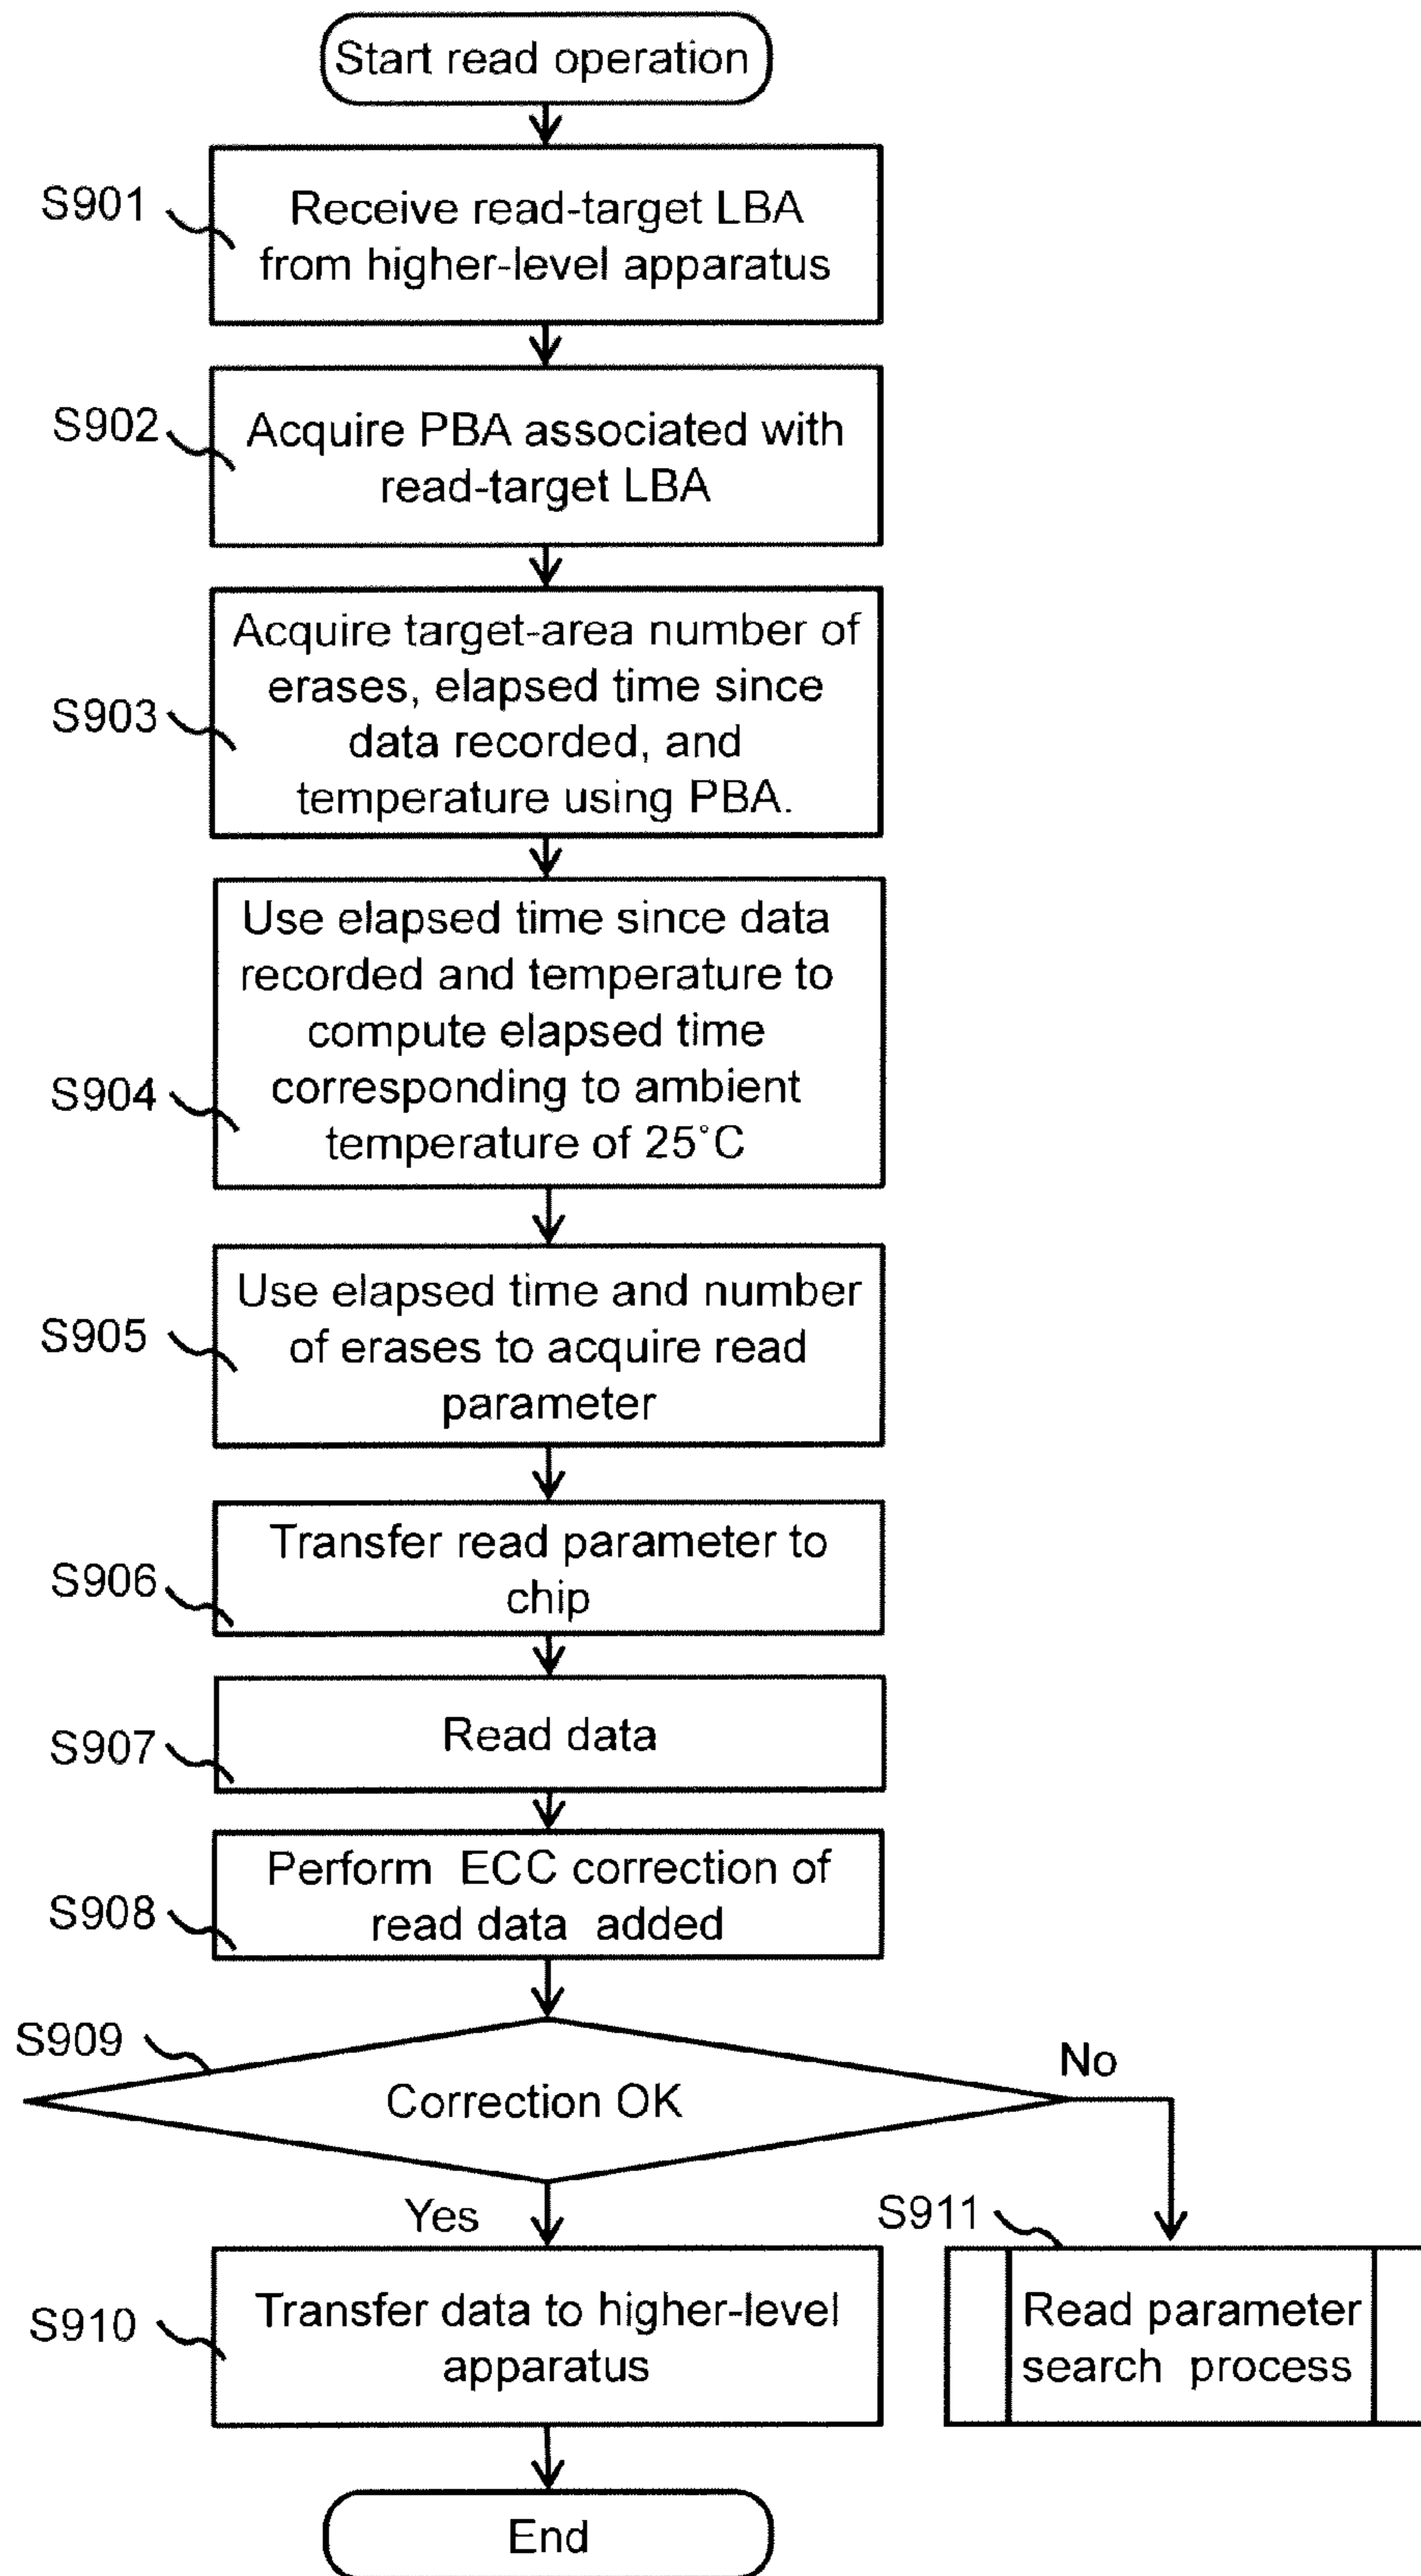 Start read operation
S901
Receive read-target LBA
from higher-level apparatus
S902
Acquire PBA associated with
read-target LBA
S903
Acquire target-area number of
erases, elapsed time since
data recorded, and
temperature using PBA.
S904
Use elapsed time since data
recorded and temperature to
compute elapsed time
corresponding to ambient
temperature of 25°C
S905
Use elapsed time and number
of erases to acquire read
parameter
S906
Transfer read parameter to
chip
S907
Read data
S908
Perform ECC correction of
read data added
S909
Correction OK
No
Yes
S910
Transfer data to higher-level
apparatus
S911
Read parameter
search process
End